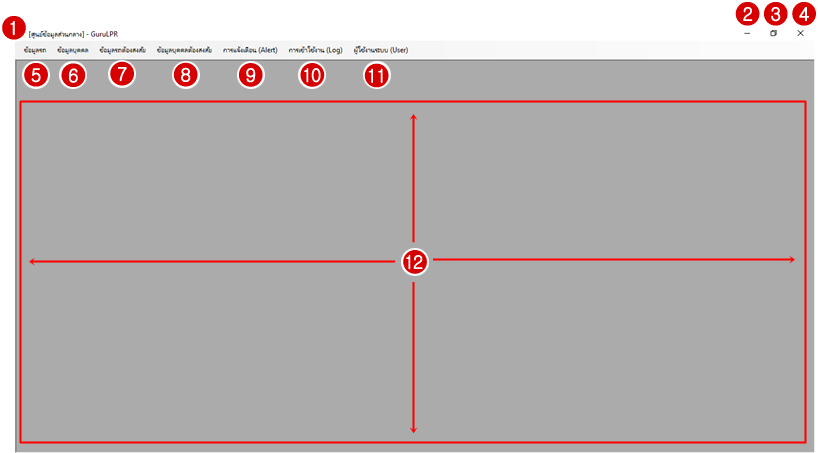 1 [ศูนย์ข้อมูลส่วนกลาง] - GuruLPR 2 3 4
ข้อมูลรถ ข้อมูลบุคคล ข้อมูลรถต้องสงสัย ข้อมูลบุคคลต้องสงสัย การแจ้งเตือน (Alert) การเข้าใช้งาน (Log) ผู้ใช้งานระบบ (User)
5 6 7 8 9 10 11
12